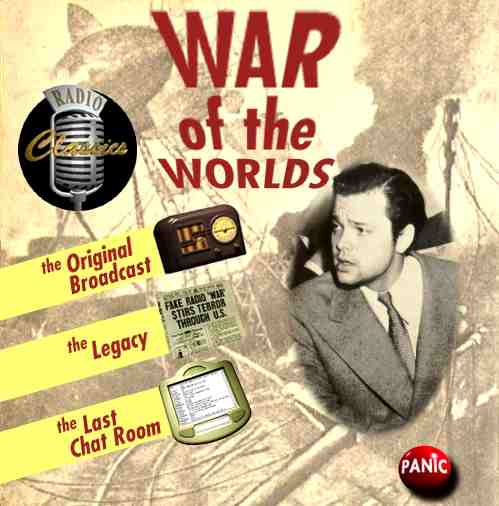 WAR
of the
WORLDS
RADIO
Classics
the Original
Broadcast
FAKE RADIO 'WAR'
STIRS TERROR
THROUGH U.S.
the Legacy
the Last
Chat Room
PANIC